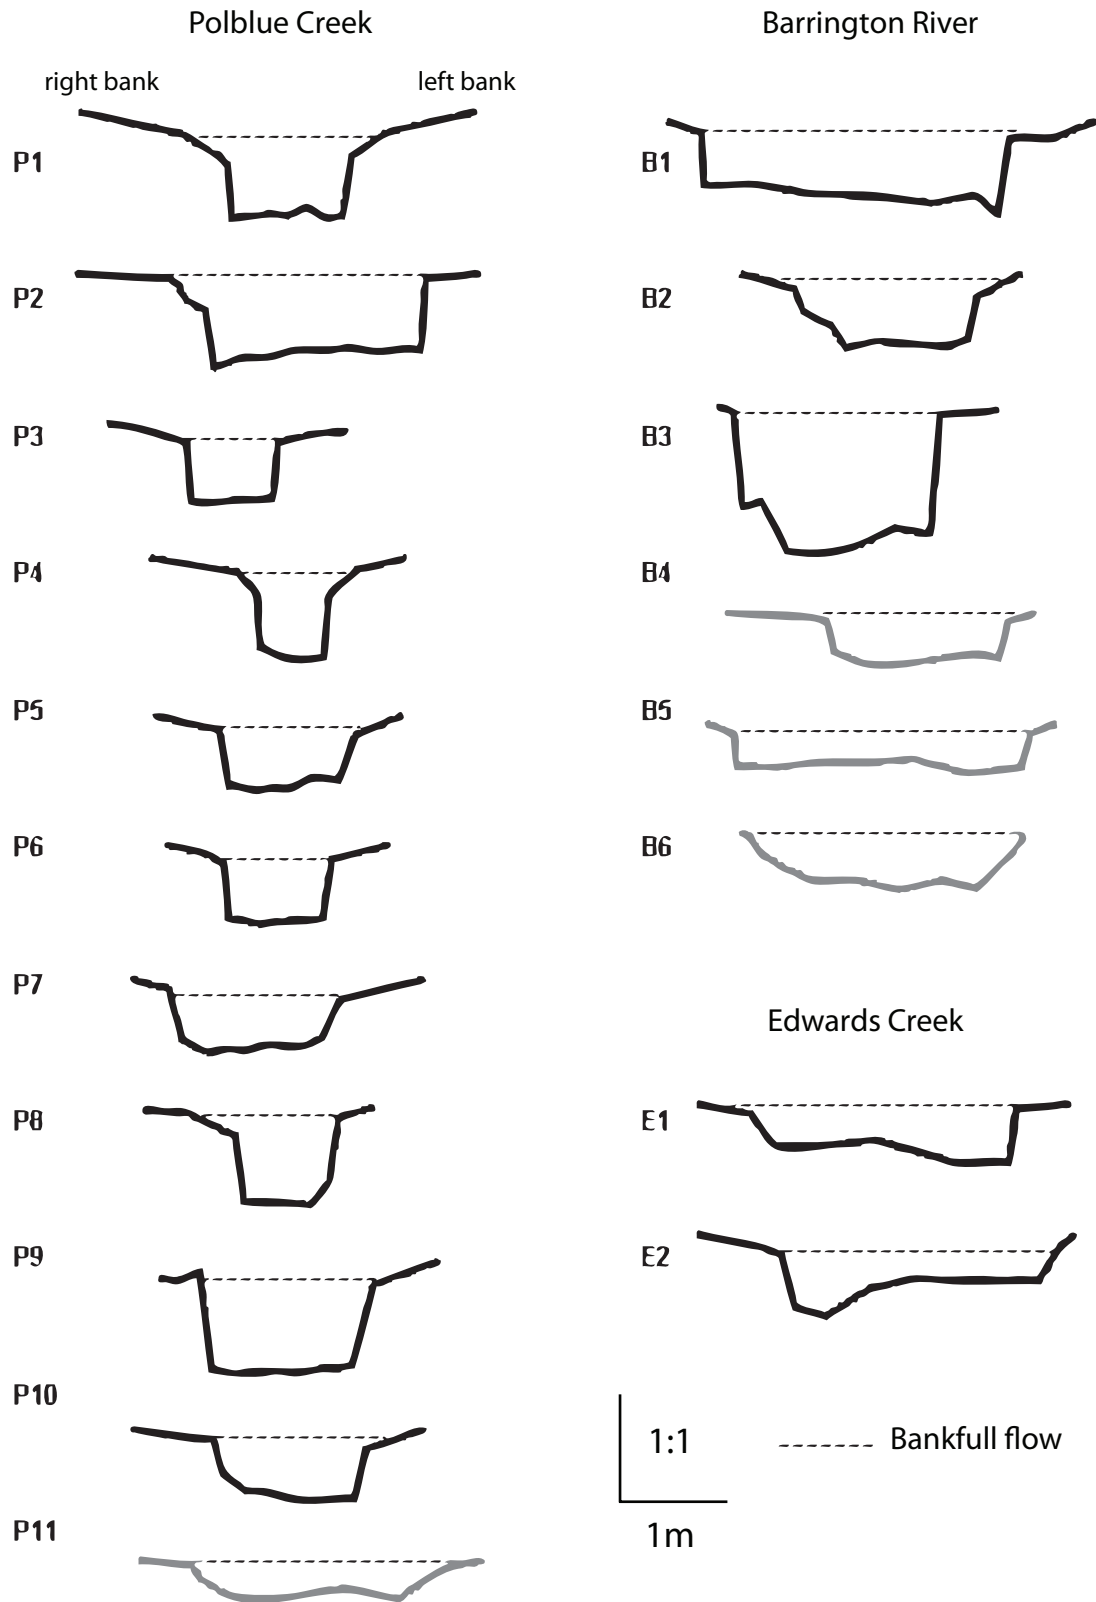 Polblue Creek
right bank
left bank
P1
P2
P3
P4
P5
P6
P7
P8
P9
P10
P11
Barrington River
B1
B2
B3
B4
B5
B6
Edwards Creek
E1
E2
1:1
1m
Bankfull flow